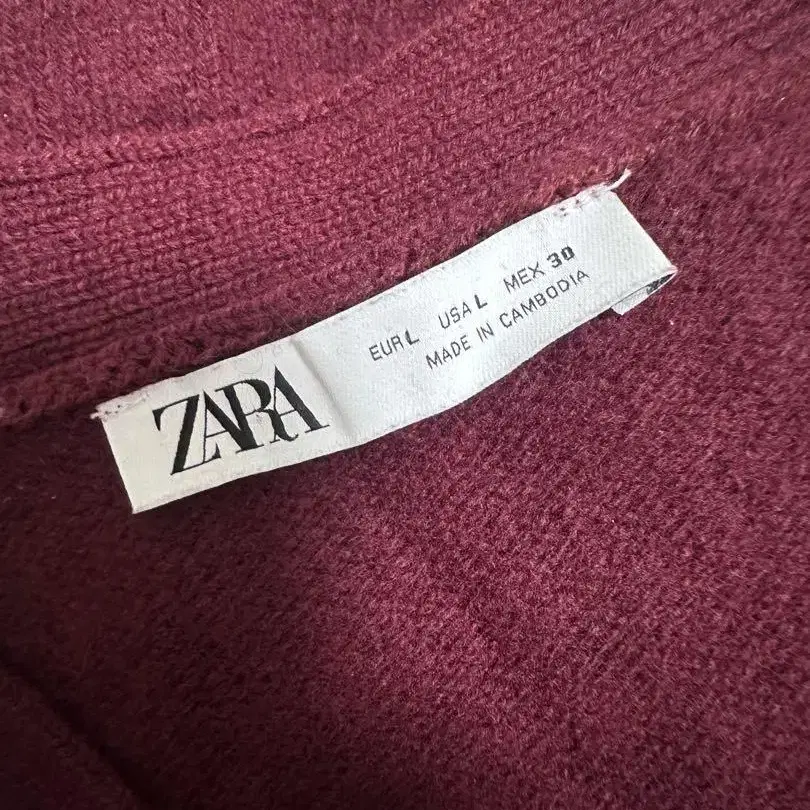 ZARA
EUR L USA L MEX 30
MADE IN CAMBODIA